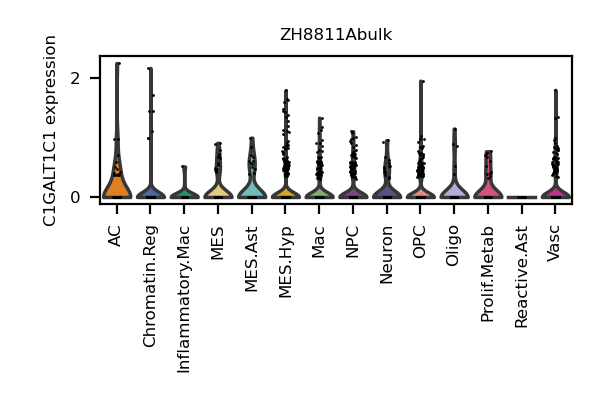 ZH8811Abulk
C1GALT1C1 expression
2
0
AC
Chromatin.Reg
Inflammatory.Mac
MES
MES.Ast
MES.Hyp
Mac
NPC
Neuron
OPC
Oligo
Prolif.Metab
Reactive.Ast
Vasc